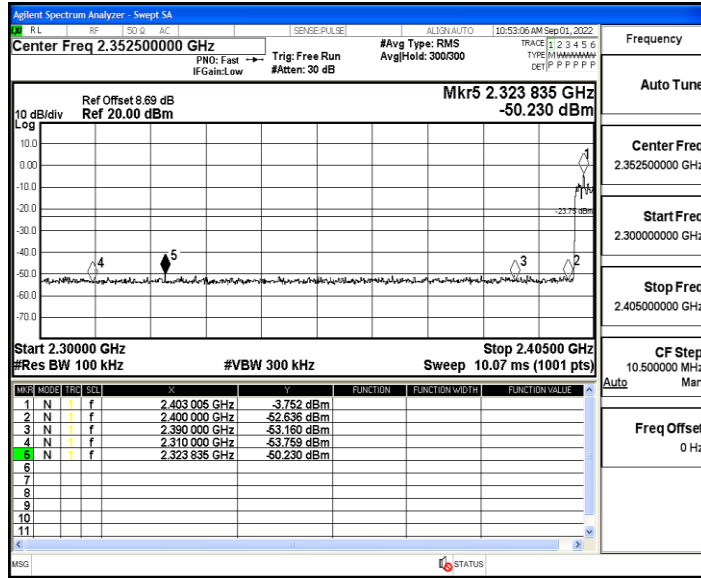 Agilent Spectrum Analyzer - Swept SA
RL RF 50 Ω AC SENSE:PULSE ALIGN AUTO 10:53:06 AM Sep 01, 2022
Center Freq 2.352500000 GHz
PNO: Fast
IFGain:Low
Trig: Free Run
#Atten: 30 dB
#Avg Type: RMS
Avg|Hold: 300/300
TRACE 1 2 3 4 5 6
TYPE M
DET P P P P P P
Mkr5 2.323 835 GHz
-50.230 dBm
Ref Offset 8.69 dB
10 dB/div Ref 20.00 dBm
Log
10.0
0.00
-10.0
-20.0
-30.0
-40.0
-50.0
-60.0
-70.0
1
-23.75 dBm
4
5
3
2
Start 2.30000 GHz Stop 2.40500 GHz
#Res BW 100 kHz #VBW 300 kHz Sweep 10.07 ms (1001 pts)
MKR MODE TRC SCL X Y FUNCTION FUNCTION WIDTH FUNCTION VALUE
1 N 1 f 2.403 005 GHz -3.752 dBm
2 N 1 f 2.400 000 GHz -52.636 dBm
3 N 1 f 2.390 000 GHz -53.160 dBm
4 N 1 f 2.310 000 GHz -53.759 dBm
5 N 1 f 2.323 835 GHz -50.230 dBm
6
7
8
9
10
11
MSG STATUS
Frequency
Auto Tune
Center Freq
2.352500000 GHz
Start Freq
2.300000000 GHz
Stop Freq
2.405000000 GHz
CF Step
10.500000 MHz
Auto Man
Freq Offset
0 Hz